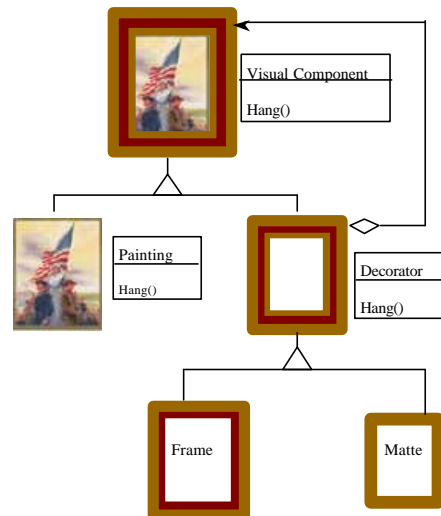 Visual Component
Hang()
Painting
Hang()
Decorator
Hang()
Frame
Matte